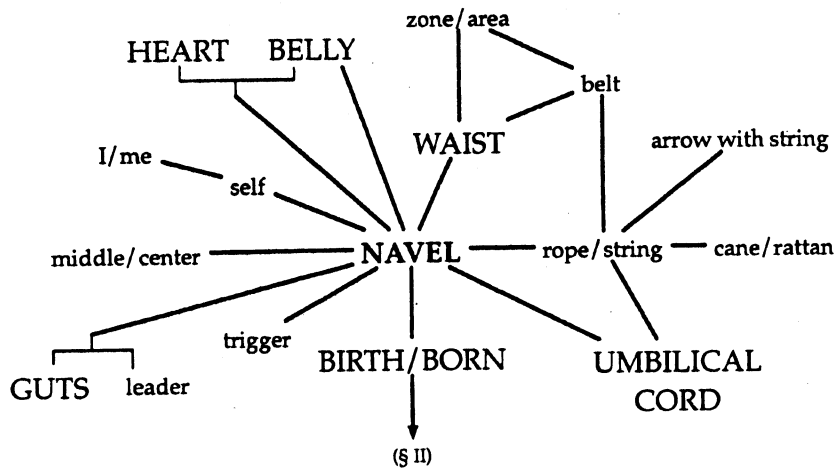 zone/area
HEART BELLY
belt
WAIST
arrow with string
I/me
self
middle/center
NAVEL
rope/string
cane/rattan
trigger
BIRTH/BORN
UMBILICAL
CORD
GUTS
leader
(§ II)